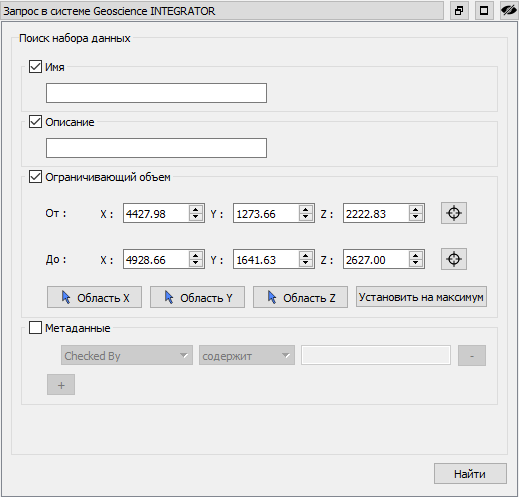 Запрос в системе Geoscience INTEGRATOR
Поиск набора данных
Имя
Описание
Ограничивающий объем
От : X : 4427.98 Y : 1273.66 Z : 2222.83
До : X : 4928.66 Y : 1641.63 Z : 2627.00
Область X Область Y Область Z Установить на максимум
Метаданные
Checked By содержит -
+
Найти